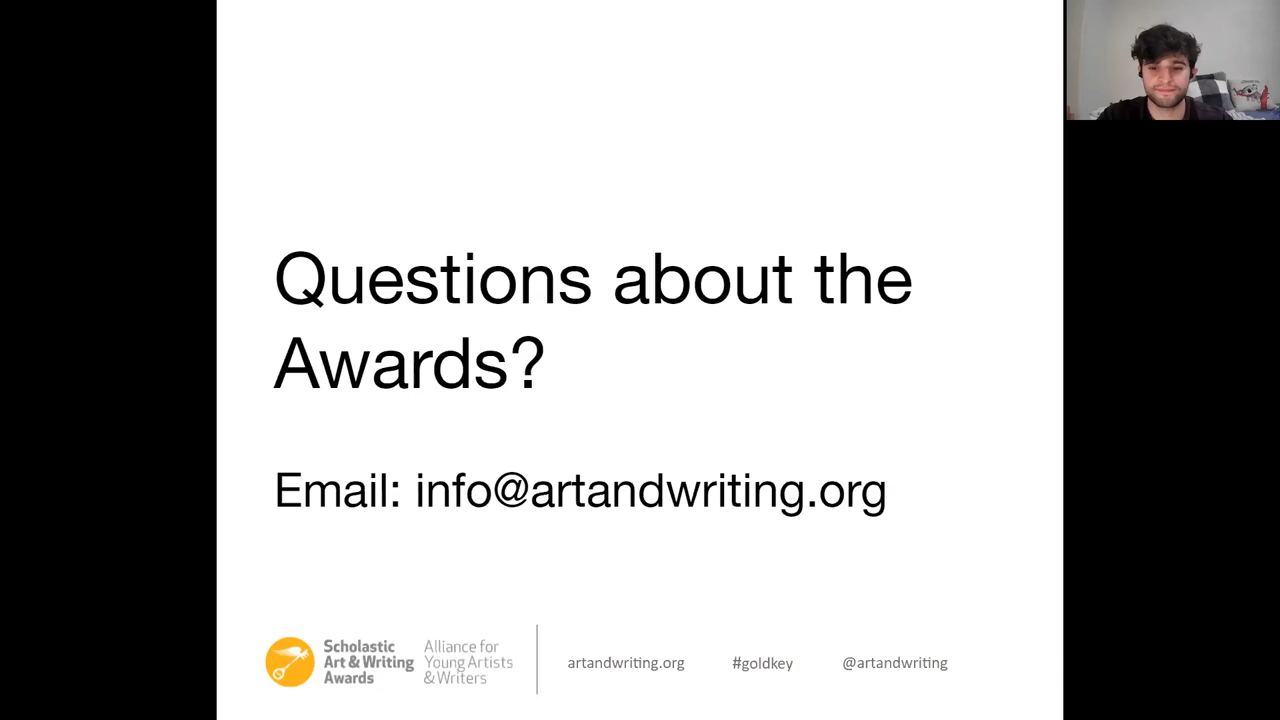 Questions about the
Awards?
Email: info@artandwriting.org
Scholastic
Art & Writing
Awards
Alliance for
Young Artists
& Writers
artandwriting.org
#goldkey
@artandwriting